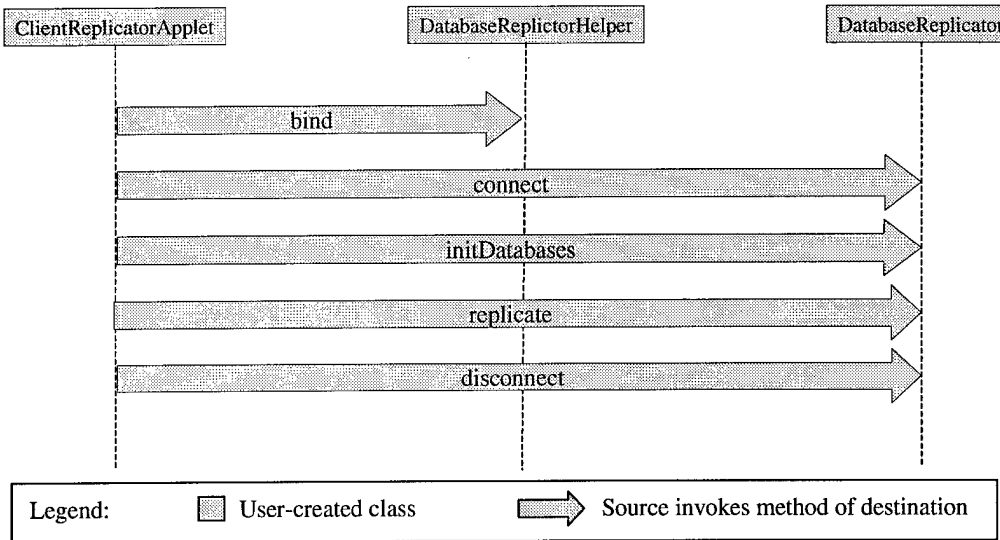 ClientReplicatorApplet
DatabaseReplictorHelper
DatabaseReplicator
bind
connect
initDatabases
replicate
disconnect
Legend:
User-created class
Source invokes method of destination